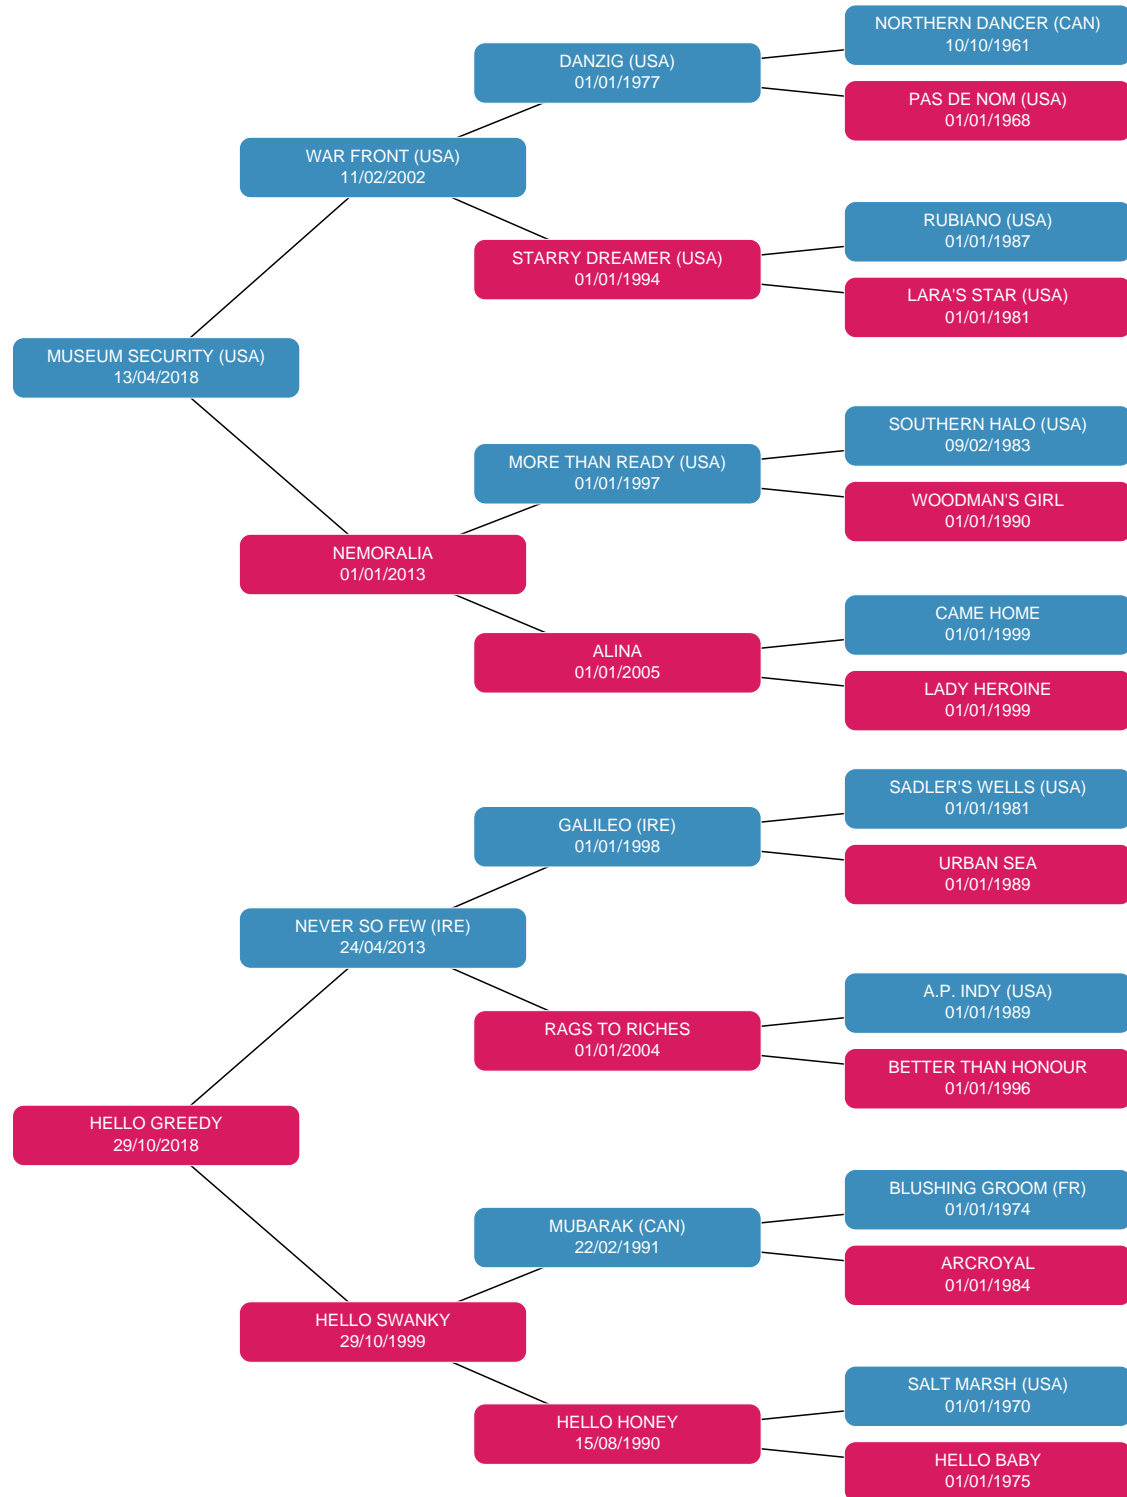 NORTHERN DANCER (CAN)
10/10/1961
DANZIG (USA)
01/01/1977
PAS DE NOM (USA)
01/01/1968
WAR FRONT (USA)
11/02/2002
RUBIANO (USA)
01/01/1987
STARRY DREAMER (USA)
01/01/1994
LARA'S STAR (USA)
01/01/1981
MUSEUM SECURITY (USA)
13/04/2018
SOUTHERN HALO (USA)
09/02/1983
MORE THAN READY (USA)
01/01/1997
WOODMAN'S GIRL
01/01/1990
NEMORALIA
01/01/2013
CAME HOME
01/01/1999
ALINA
01/01/2005
LADY HEROINE
01/01/1999
SADLER'S WELLS (USA)
01/01/1981
GALILEO (IRE)
01/01/1998
URBAN SEA
01/01/1989
NEVER SO FEW (IRE)
24/04/2013
A.P. INDY (USA)
01/01/1989
RAGS TO RICHES
01/01/2004
BETTER THAN HONOUR
01/01/1996
HELLO GREEDY
29/10/2018
BLUSHING GROOM (FR)
01/01/1974
MUBARAK (CAN)
22/02/1991
ARCROYAL
01/01/1984
HELLO SWANKY
29/10/1999
SALT MARSH (USA)
01/01/1970
HELLO HONEY
15/08/1990
HELLO BABY
01/01/1975